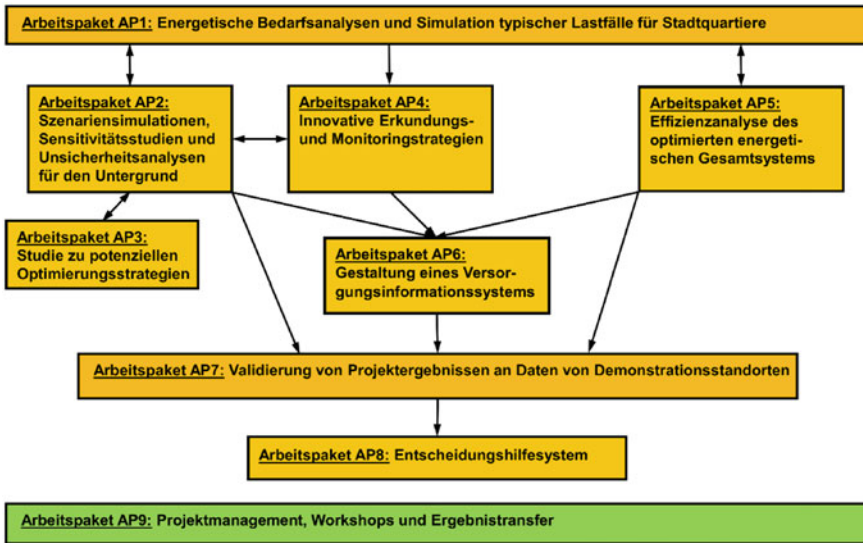 Arbeitspaket AP1: Energetische Bedarfsanalysen und Simulation typischer Lastfälle für Stadtquartiere
Arbeitspaket AP2:
Szenariensimulationen,
Sensitivitätsstudien und
Unsicherheitsanalysen
für den Untergrund
Arbeitspaket AP4:
Innovative Erkundungs-
und Monitoringstrategien
Arbeitspaket AP5:
Effizienzanalyse des
optimierten energeti-
schen Gesamtsystems
Arbeitspaket AP3:
Studie zu potenziellen
Optimierungsstrategien
Arbeitspaket AP6:
Gestaltung eines Versor-
gungsinformationssystems
Arbeitspaket AP7: Validierung von Projektergebnissen an Daten von Demonstrationsstandorten
Arbeitspaket AP8: Entscheidungshilfesystem
Arbeitspaket AP9: Projektmanagement, Workshops und Ergebnistransfer